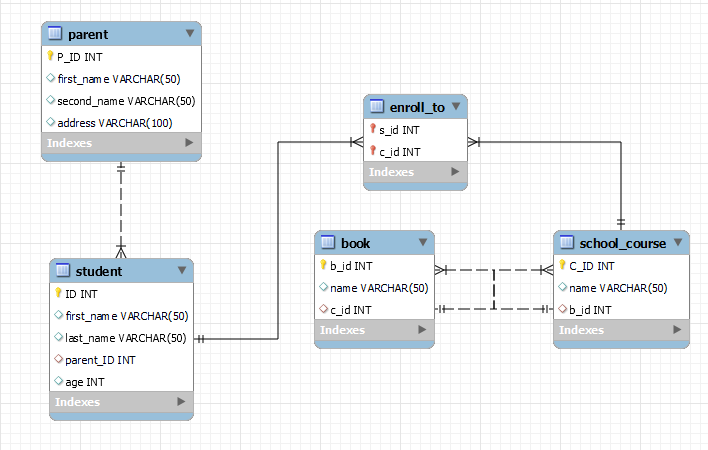 parent
P_ID INT
first_name VARCHAR(50)
second_name VARCHAR(50)
address VARCHAR(100)
Indexes
enroll_to
s_id INT
c_id INT
Indexes
student
ID INT
first_name VARCHAR(50)
last_name VARCHAR(50)
parent_ID INT
age INT
Indexes
book
b_id INT
name VARCHAR(50)
c_id INT
Indexes
school_course
C_ID INT
name VARCHAR(50)
b_id INT
Indexes